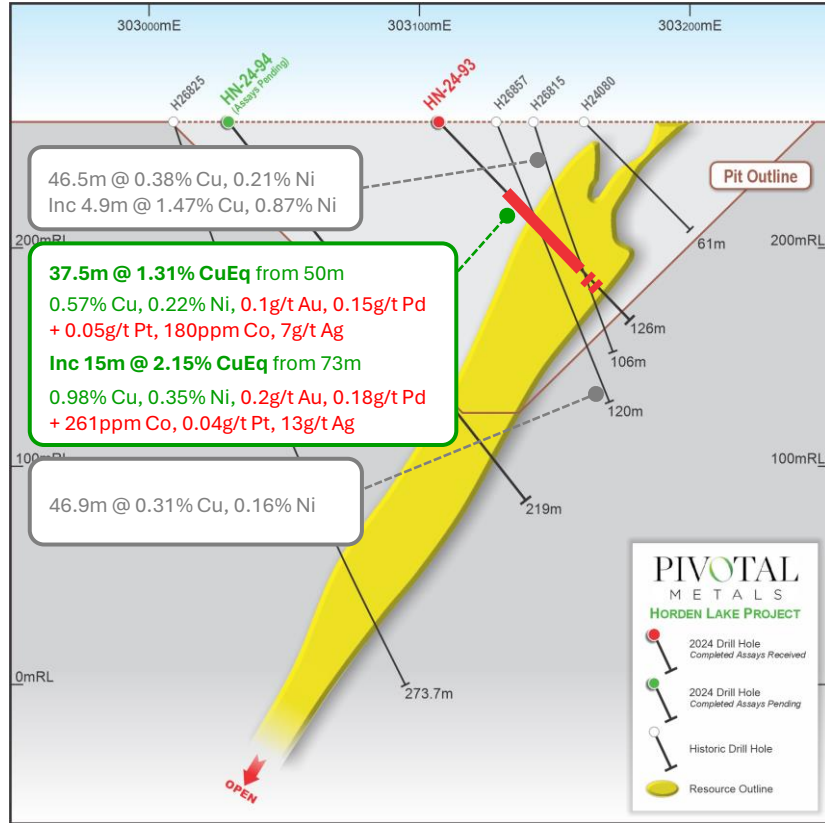 303000mE
303100mE
303200mE
H26825
HN-24-94
(Assays Pending)
HN-24-93
H26857
H26815
H24080
46.5m @ 0.38% Cu, 0.21% Ni
Inc 4.9m @ 1.47% Cu, 0.87% Ni
Pit Outline
200mRL
200mRL
61m
37.5m @ 1.31% CuEq from 50m
0.57% Cu, 0.22% Ni, 0.1g/t Au, 0.15g/t Pd
+ 0.05g/t Pt, 180ppm Co, 7g/t Ag
Inc 15m @ 2.15% CuEq from 73m
0.98% Cu, 0.35% Ni, 0.2g/t Au, 0.18g/t Pd
+ 261ppm Co, 0.04g/t Pt, 13g/t Ag
126m
106m
120m
100mRL
100mRL
46.9m @ 0.31% Cu, 0.16% Ni
219m
0mRL
273.7m
OPEN
PIVOTAL
METALS
HORDEN LAKE PROJECT
2024 Drill Hole
Completed Assays Received
2024 Drill Hole
Completed Assays Pending
Historic Drill Hole
Resource Outline